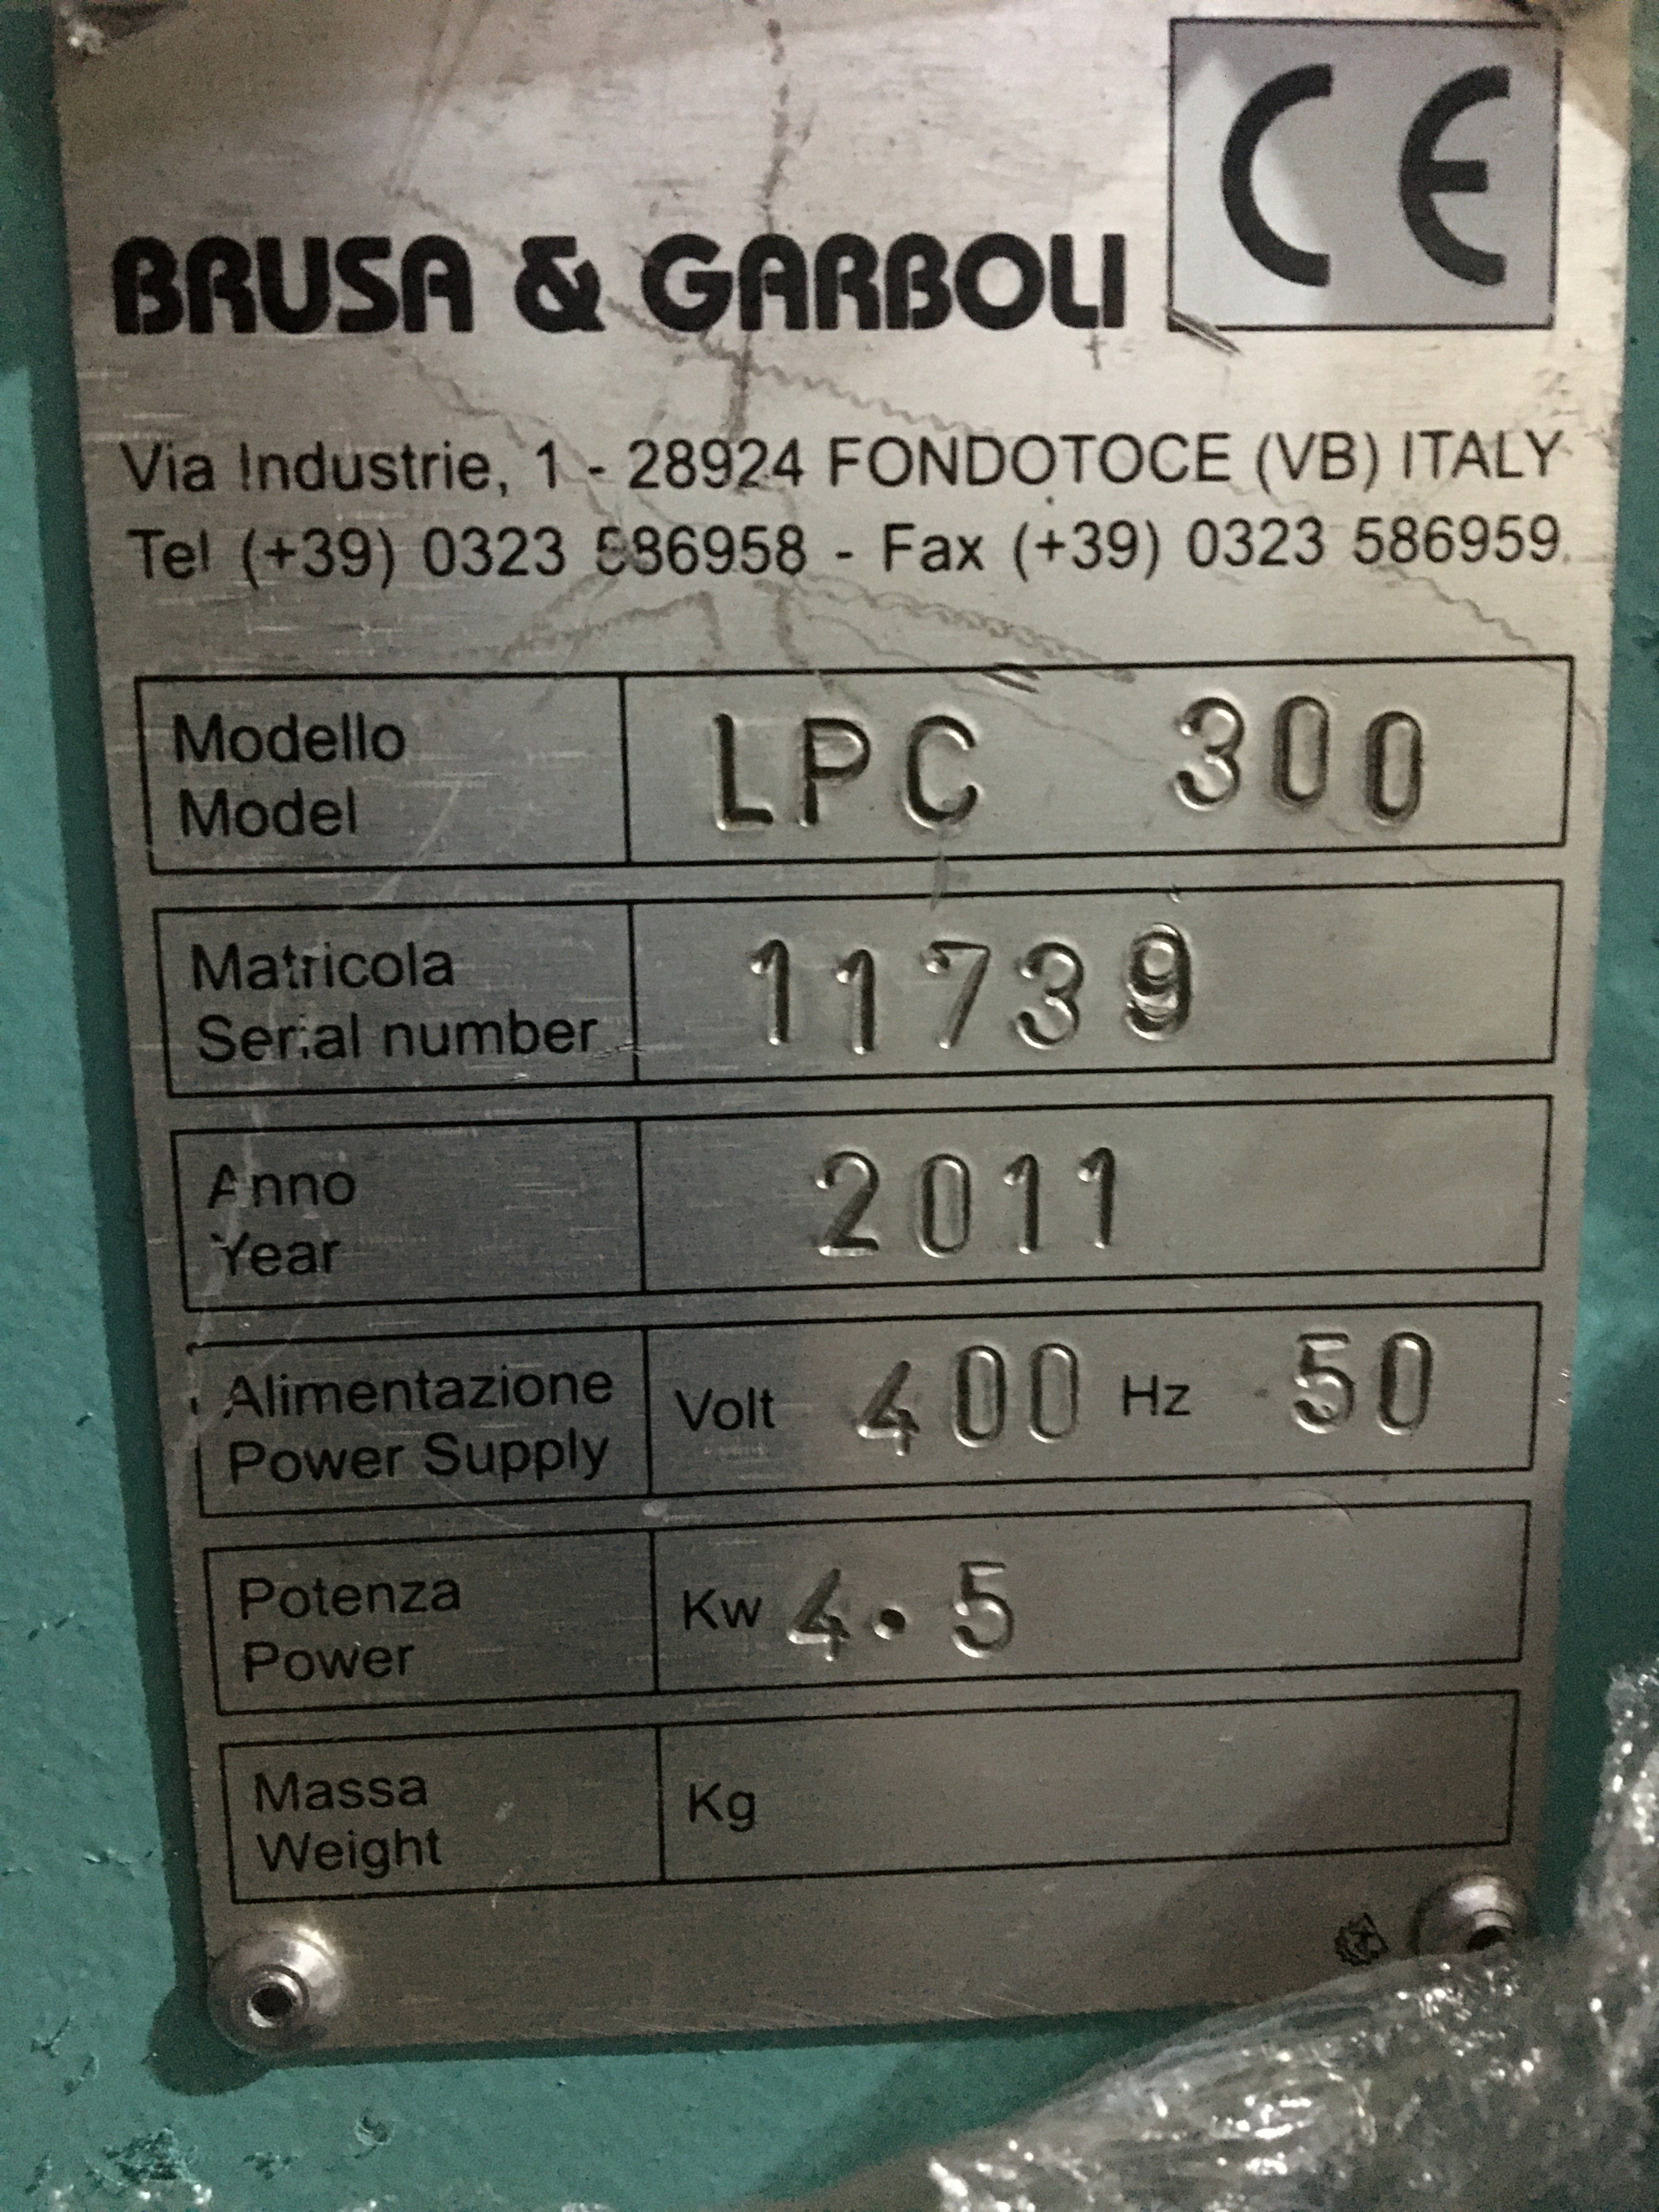 CE
BRUSA & GARBOLI
Via Industrie, 1 - 28924 FONDOTOCE (VB) ITALY
Tel (+39) 0323 586958 - Fax (+39) 0323 586959
Modello
Model
LPC 300
Matricola
Serial number
11739
Anno
Year
2011
Alimentazione
Power Supply
Volt 400 Hz 50
Potenza
Power
Kw 4.5
Massa
Weight
Kg